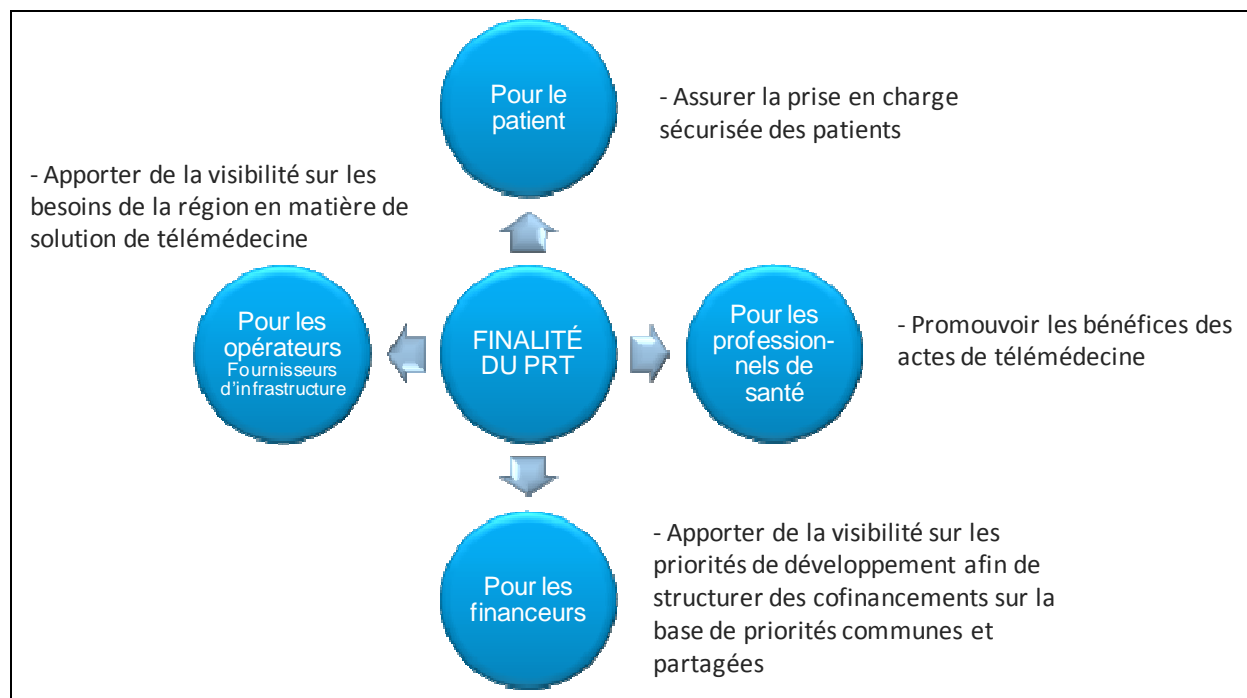 Pour le
patient
- Assurer la prise en charge
sécurisée des patients
- Apporter de la visibilité sur les
besoins de la région en matière de
solution de télémédecine
Pour les
opérateurs
Fournisseurs
d'infrastructure
FINALITÉ
DU PRT
Pour les
profession-
nels de
santé
- Promouvoir les bénéfices des
actes de télémédecine
Pour les
financeurs
- Apporter de la visibilité sur les
priorités de développement afin de
structurer des cofinancements sur la
base de priorités communes et
partagées